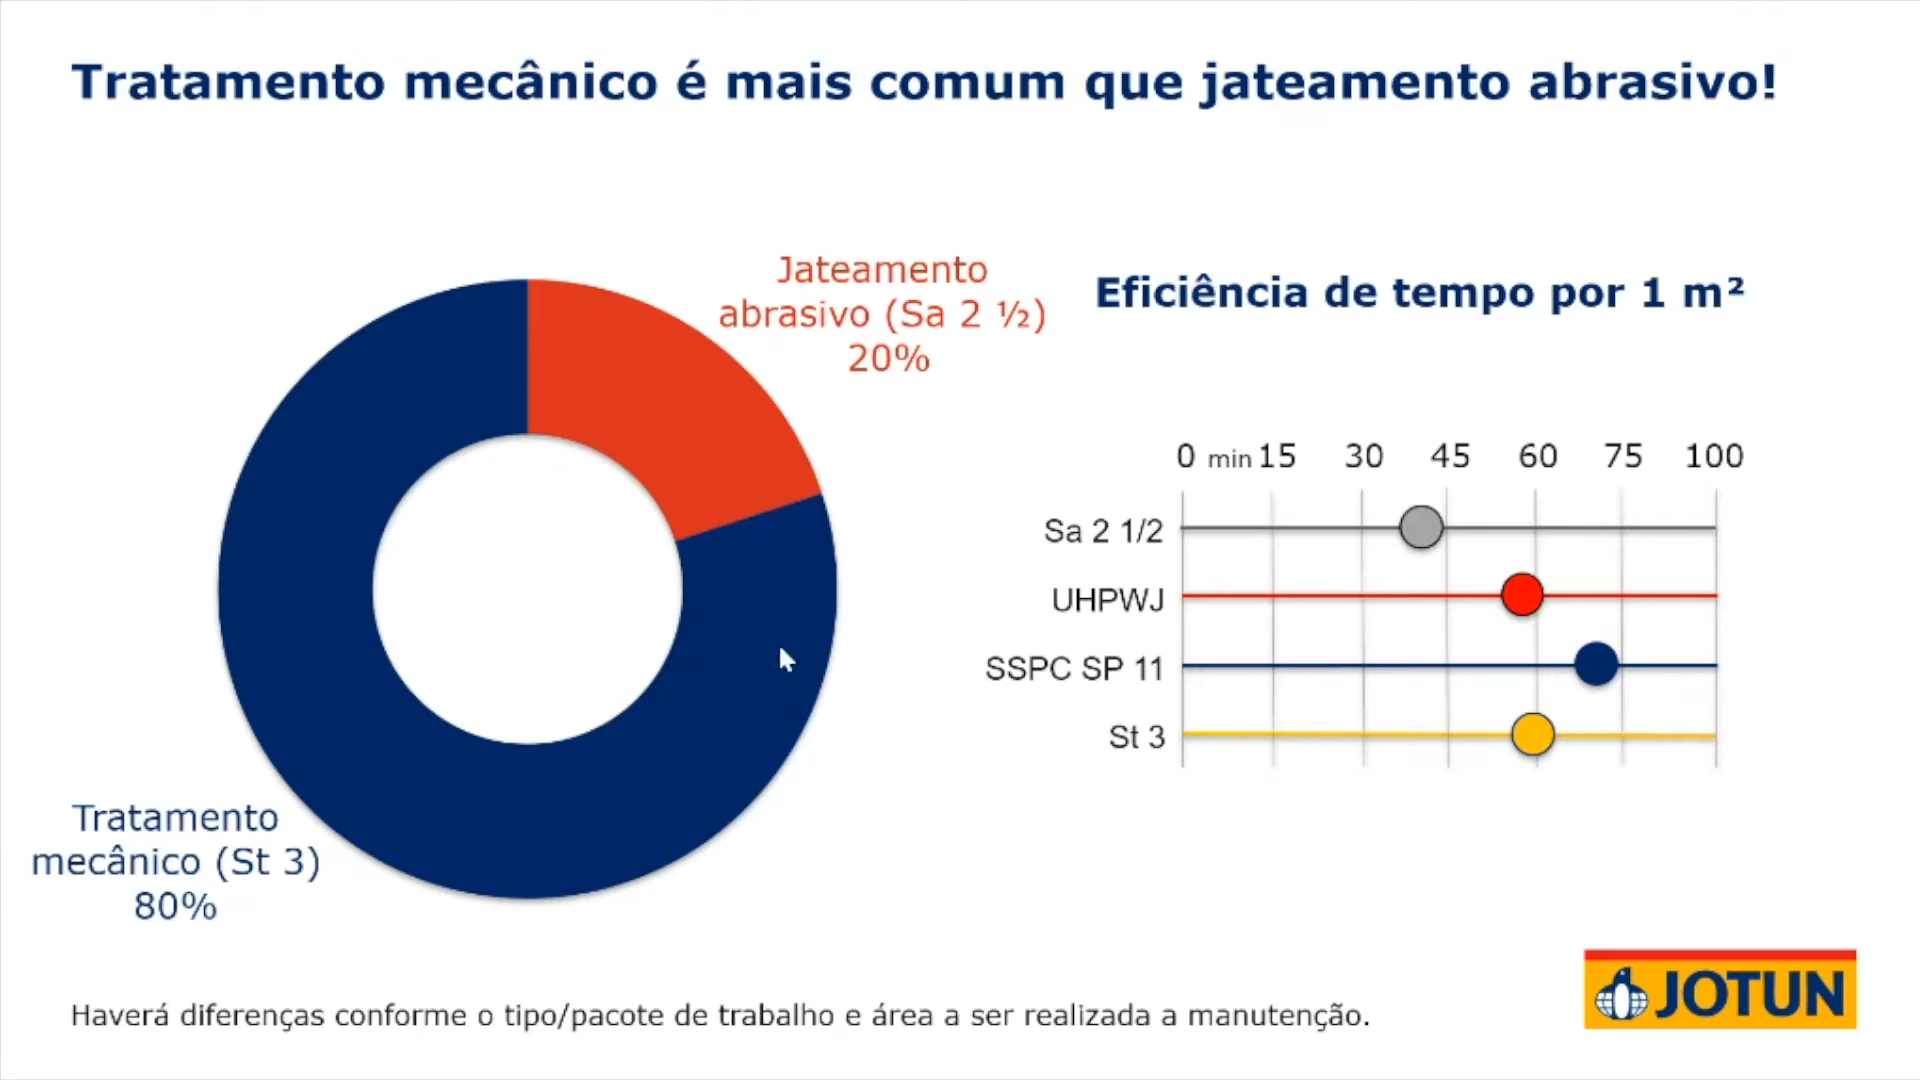 Tratamento mecânico é mais comum que jateamento abrasivo!
Jateamento
abrasivo (Sa 2 ½)
20%
Tratamento
mecânico (St 3)
80%
Eficiência de tempo por 1 m²
0 min 15 30 45 60 75 100
Sa 2 1/2
UHPWJ
SSPC SP 11
St 3
Haverá diferenças conforme o tipo/pacote de trabalho e área a ser realizada a manutenção.
JOTUN